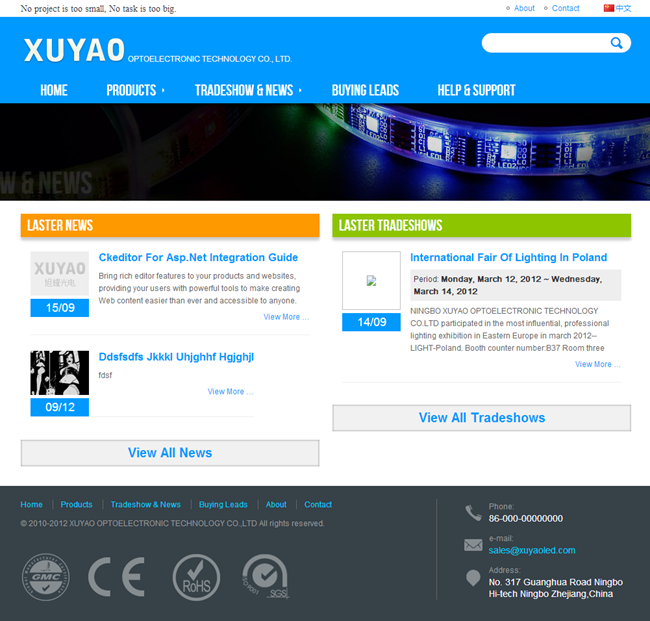 No project is too small, No task is too big.
About
Contact
中文
XUYAO OPTOELECTRONIC TECHNOLOGY CO., LTD.
HOME
PRODUCTS
TRADESHOW & NEWS
BUYING LEADS
HELP & SUPPORT
W & NEWS
LASTER NEWS
XUYAO
旭耀光电
15/09
Ckeditor For Asp.Net Integration Guide
Bring rich editor features to your products and websites,
providing your users with powerful tools to make creating
Web content easier than ever and accessible to anyone.
View More ...
09/12
Ddsfsdfs Jkkkl Uhjghhf Hgjghjl
fdsf
View More ...
View All News
LASTER TRADESHOWS
14/09
International Fair Of Lighting In Poland
Period: Monday, March 12, 2012 ~ Wednesday,
March 14, 2012
NINGBO XUYAO OPTOELECTRONIC TECHNOLOGY
CO.LTD participated in the most influential, professional
lighting exhibition in Eastern Europe in march 2012--
LIGHT-Poland. Booth counter number:B37 Room three
View More ...
View All Tradeshows
Home
Products
Tradeshow & News
Buying Leads
About
Contact
© 2010-2012 XUYAO OPTOELECTRONIC TECHNOLOGY CO.,LTD All rights reserved.
GMC
CE
RoHS
SGS
Phone:
86-000-00000000
e-mail:
sales@xuyaoled.com
Address:
No. 317 Guanghua Road Ningbo
Hi-tech Ningbo Zhejiang,China